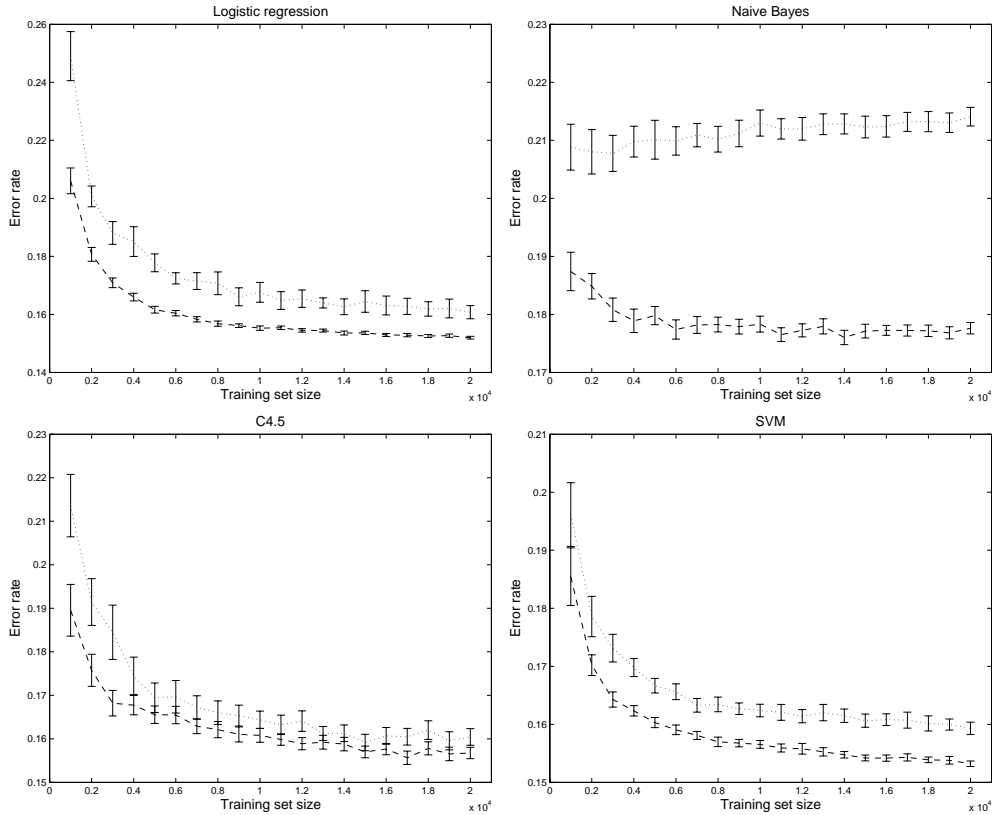 Logistic regression
0.26
0.24
0.22
0.2
0.18
0.16
0.14
Error rate
0 0.2 0.4 0.6 0.8 1 1.2 1.4 1.6 1.8 2
Training set size
x 10^4
Naive Bayes
0.23
0.22
0.21
0.2
0.19
0.18
0.17
Error rate
0 0.2 0.4 0.6 0.8 1 1.2 1.4 1.6 1.8 2
Training set size
x 10^4
C4.5
0.23
0.22
0.21
0.2
0.19
0.18
0.17
0.16
0.15
Error rate
0 0.2 0.4 0.6 0.8 1 1.2 1.4 1.6 1.8 2
Training set size
x 10^4
SVM
0.21
0.2
0.19
0.18
0.17
0.16
0.15
Error rate
0 0.2 0.4 0.6 0.8 1 1.2 1.4 1.6 1.8 2
Training set size
x 10^4